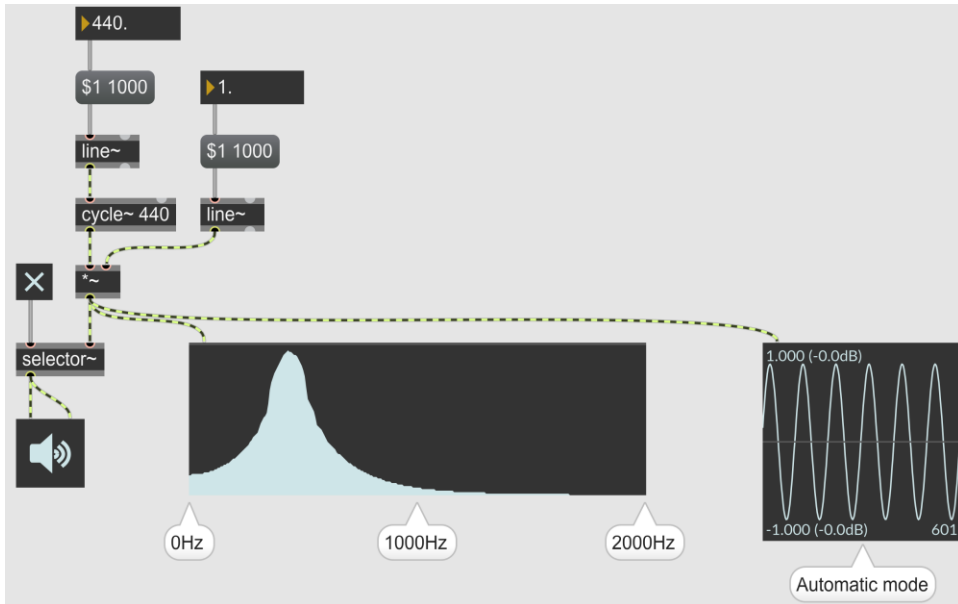 440.
$1 1000
1.
line~
$1 1000
cycle~ 440
line~
*~
selector~
1.000 (-0.0dB)
-1.000 (-0.0dB)
601
0Hz
1000Hz
2000Hz
Automatic mode